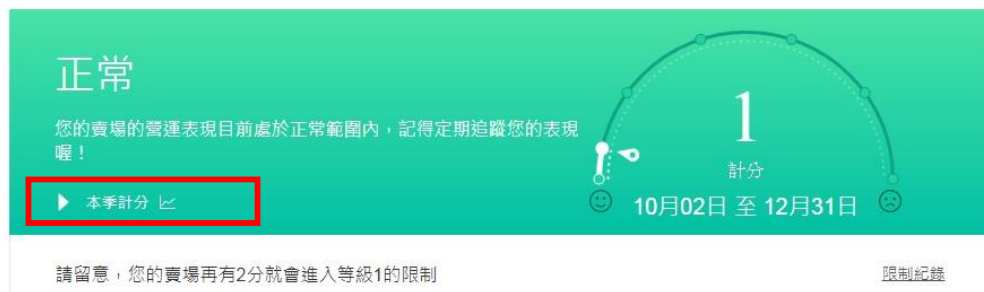 正常
您的賣場的營運表現目前處於正常範圍內，記得定期追蹤您的表現
喔！
本季計分
1
計分
10月02日 至 12月31日
請留意，您的賣場再有2分就會進入等級1的限制
限制紀錄